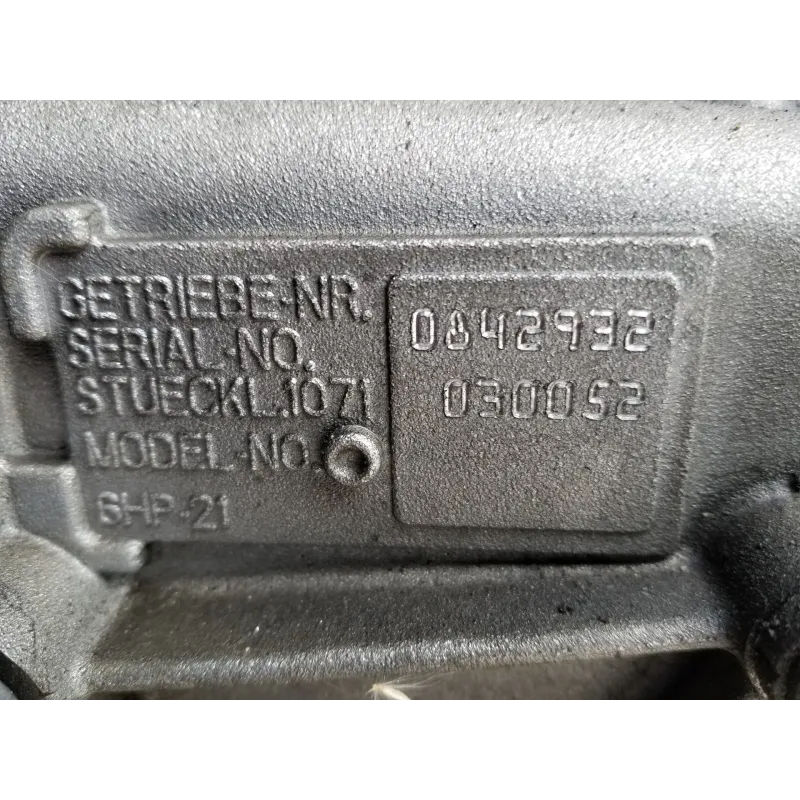 GETRIEBE-NR. 0842932
SERIAL-NO.
STUECKL.1071 030052
MODEL-NO.
6HP-21